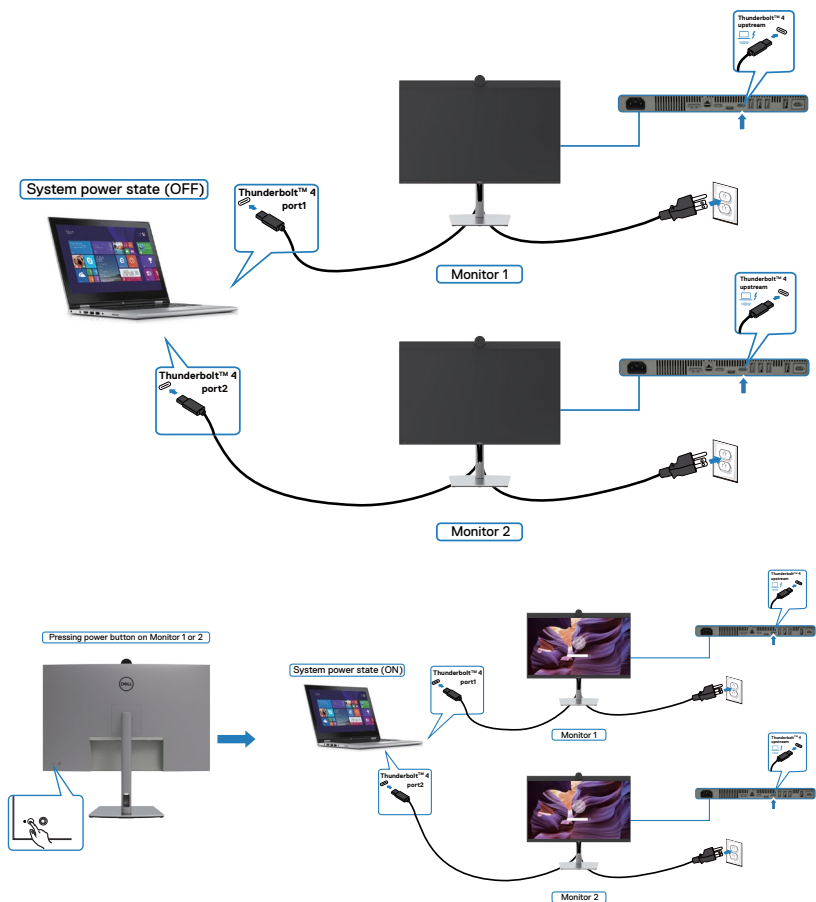 Thunderbolt™ 4
upstream
VIEW
System power state (OFF)
Thunderbolt™ 4
port1
Monitor 1
Thunderbolt™ 4
upstream
VIEW
Thunderbolt™ 4
port2
Monitor 2
Pressing power button on Monitor 1 or 2
DELL
System power state (ON)
Thunderbolt™ 4
port1
Thunderbolt™ 4
upstream
Monitor 1
Thunderbolt™ 4
port2
Thunderbolt™ 4
upstream
Monitor 2